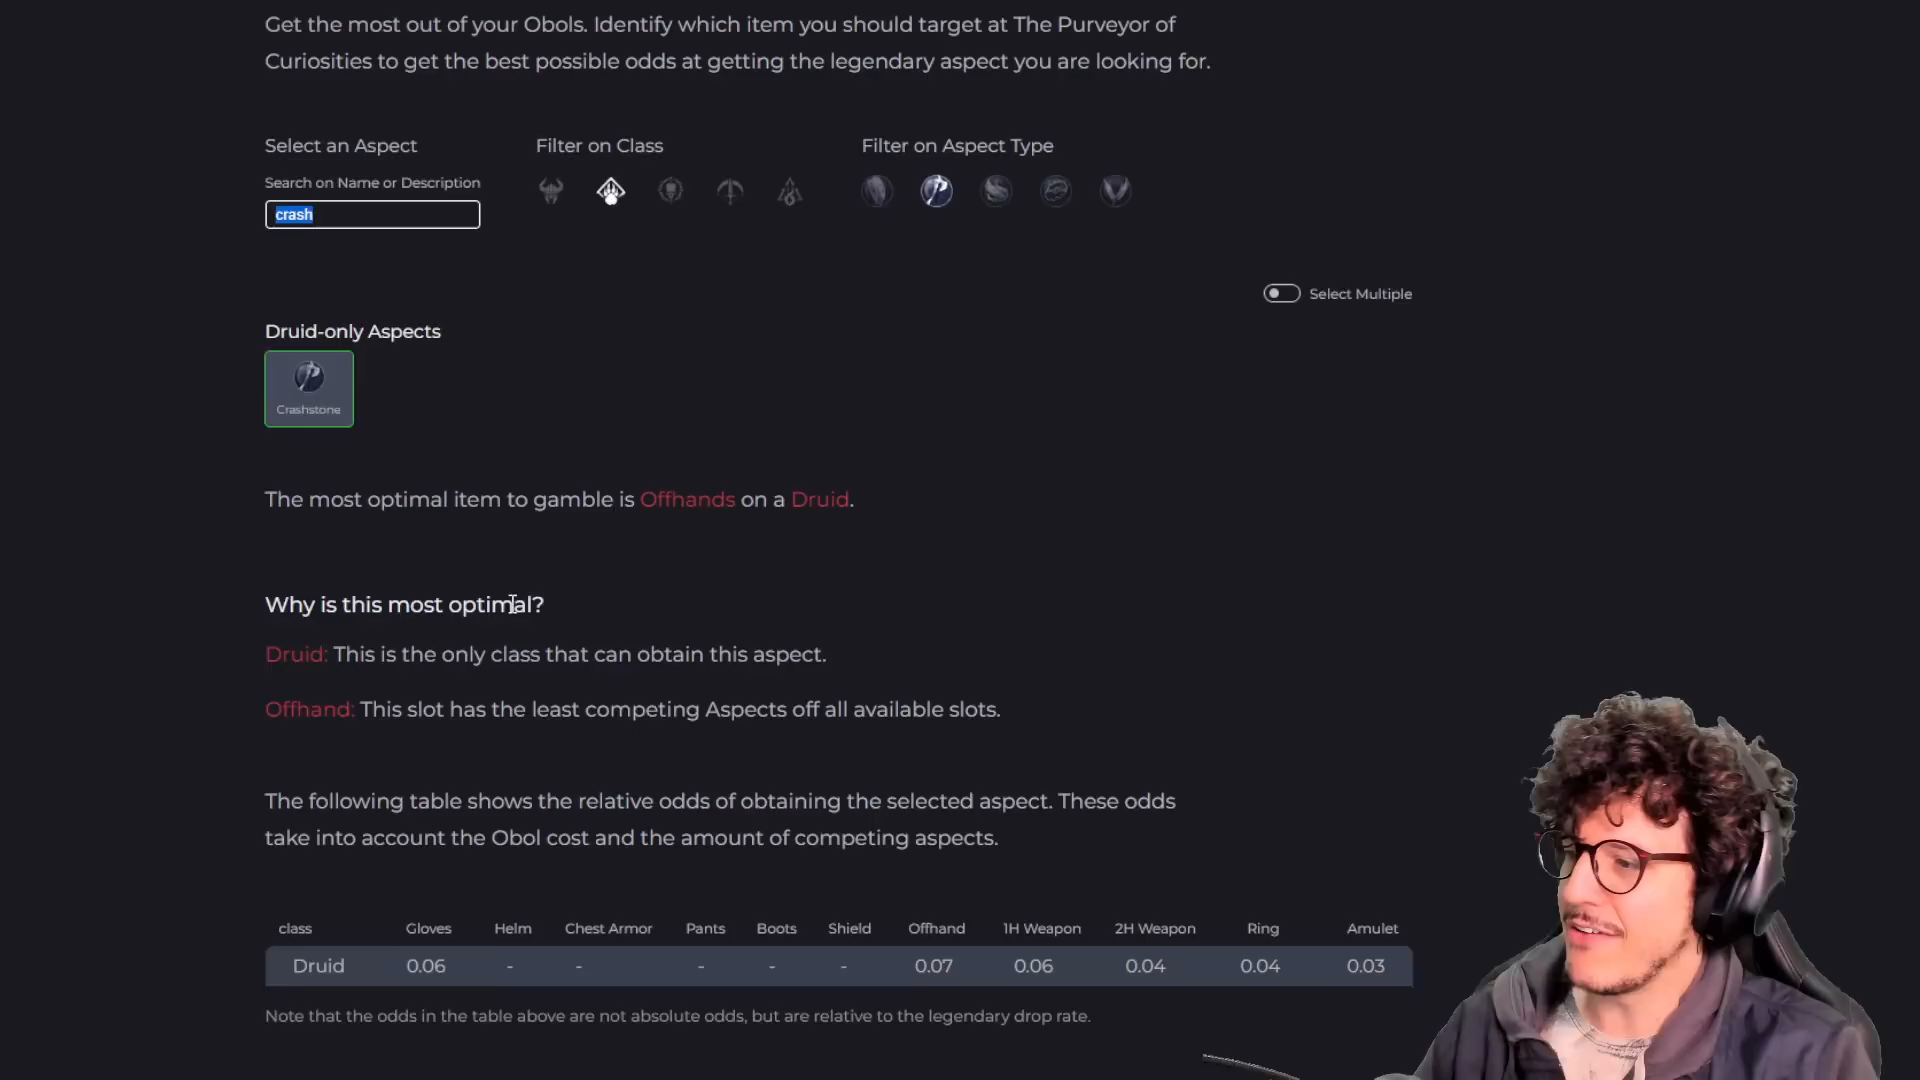 Get the most out of your Obols. Identify which item you should target at The Purveyor of
Curiosities to get the best possible odds at getting the legendary aspect you are looking for.
Select an Aspect
Filter on Class
Filter on Aspect Type
Search on Name or Description
crash
Select Multiple
Druid-only Aspects
Crashstone
The most optimal item to gamble is Offhands on a Druid.
Why is this most optimal?
Druid: This is the only class that can obtain this aspect.
Offhand: This slot has the least competing Aspects off all available slots.
The following table shows the relative odds of obtaining the selected aspect. These odds
take into account the Obol cost and the amount of competing aspects.
class Gloves Helm Chest Armor Pants Boots Shield Offhand 1H Weapon 2H Weapon Ring Amulet
Druid 0.06 - - - - - 0.07 0.06 0.04 0.04 0.03
Note that the odds in the table above are not absolute odds, but are relative to the legendary drop rate.